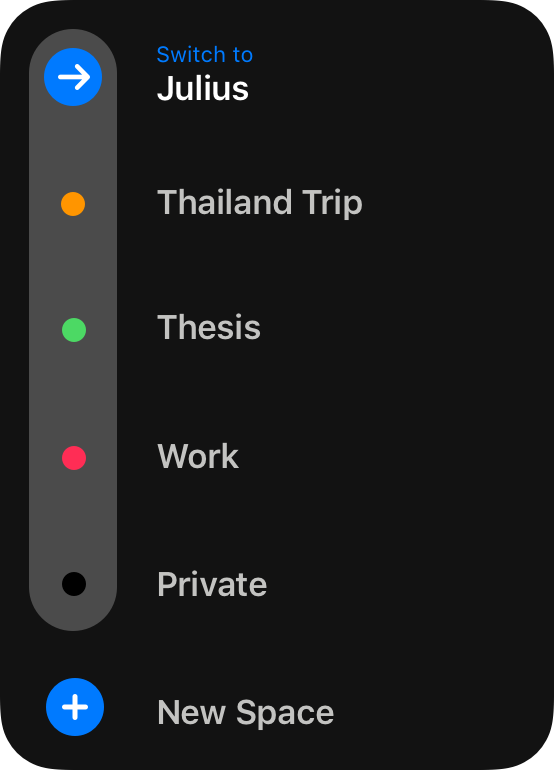 Switch to
Julius
Thailand Trip
Thesis
Work
Private
New Space